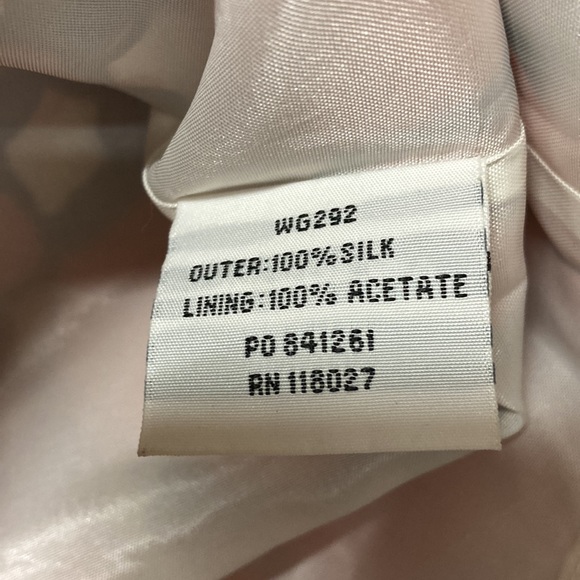 WG292
OUTER:100% SILK
LINING:100% ACETATE
PO 841261
RN 118027